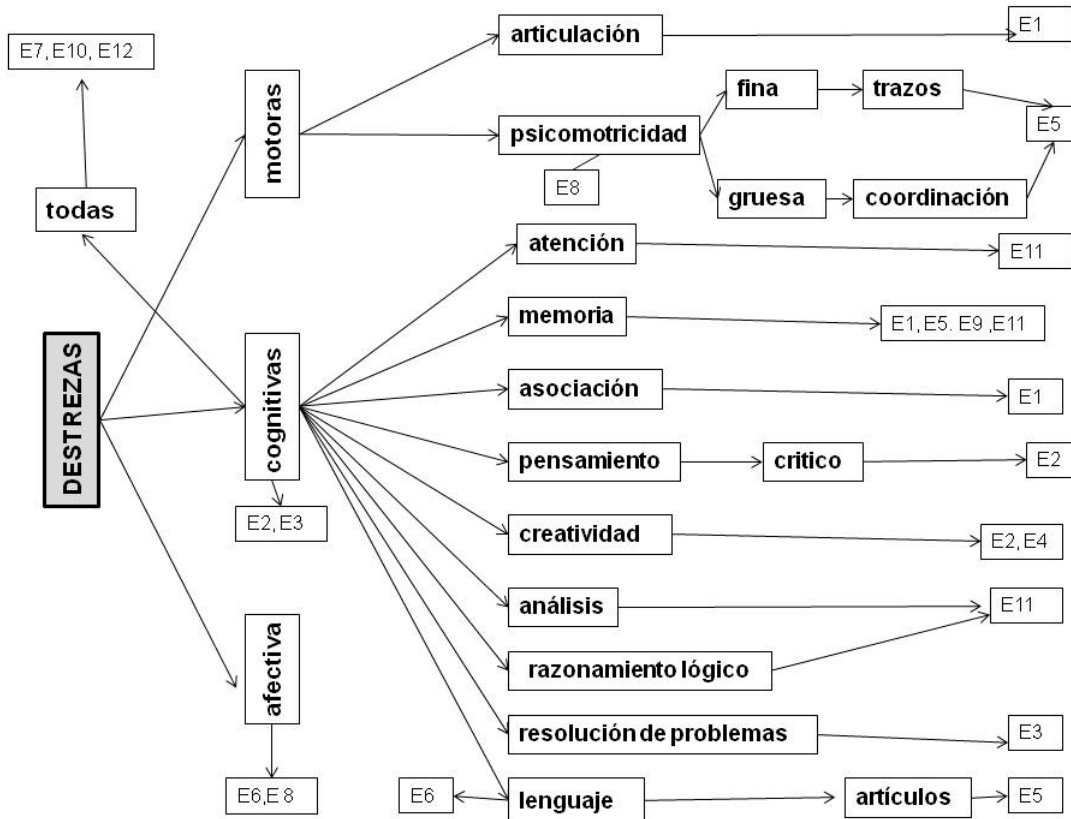 articulación
E1
E7, E10, E12
fina
trazos
motoras
psicomotricidad
E5
E8
todas
gruesa
coordinación
atención
E11
memoria
E1, E5. E9 ,E11
DESTREZAS
cognitivas
asociación
E1
pensamiento
critico
E2
E2, E3
creatividad
E2, E4
análisis
E11
afectiva
razonamiento lógico
resolución de problemas
E3
E6,E 8
E6
lenguaje
artículos
E5